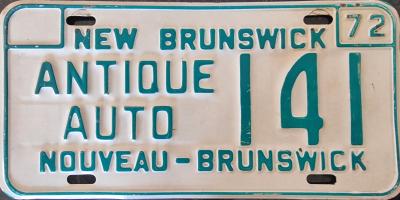 NEW BRUNSWICK 72
ANTIQUE AUTO 141
NOUVEAU-BRUNSWICK